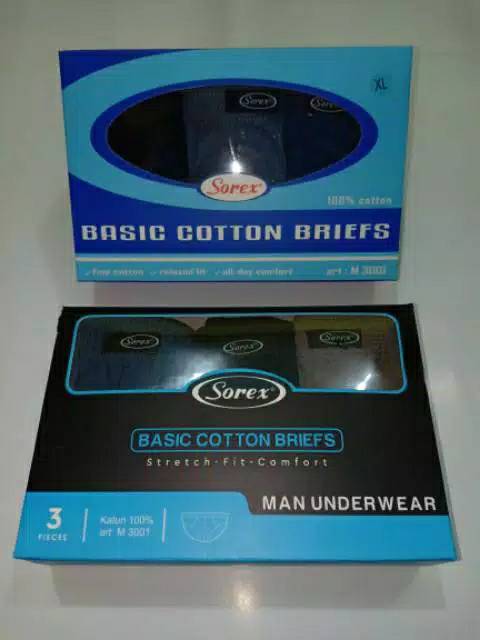 XL
Sorex
Sorex
Sorex®
100% cotton
BASIC COTTON BRIEFS
✓ fine cotton ✓ relaxed fit ✓ all-day comfort
art : M 3001
Sorex
Sorex
Sorex
Sorex®
BASIC COTTON BRIEFS
Stretch-Fit-Comfort
MAN UNDERWEAR
3
PIECES
Katun 100%
art M 3001